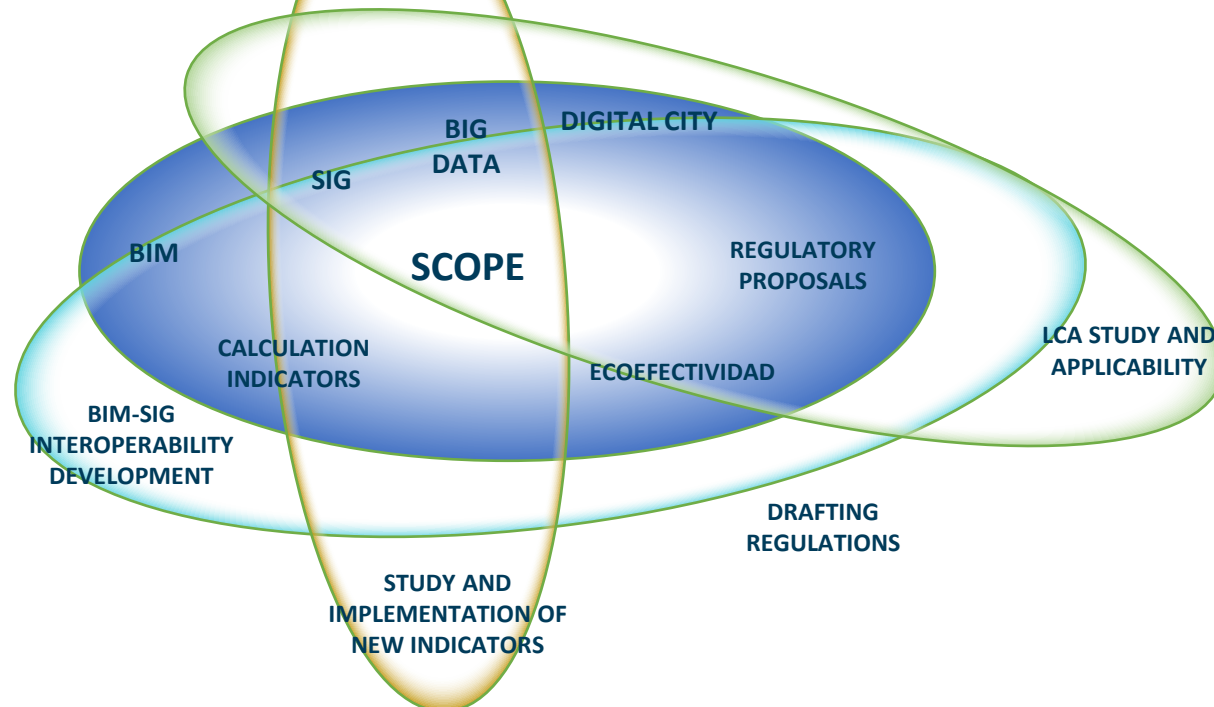 BIG
DATA
DIGITAL CITY
SIG
BIM
SCOPE
REGULATORY
PROPOSALS
CALCULATION
INDICATORS
ECOEFECTIVIDAD
LCA STUDY AND
APPLICABILITY
BIM-SIG
INTEROPERABILITY
DEVELOPMENT
DRAFTING
REGULATIONS
STUDY AND
IMPLEMENTATION OF
NEW INDICATORS